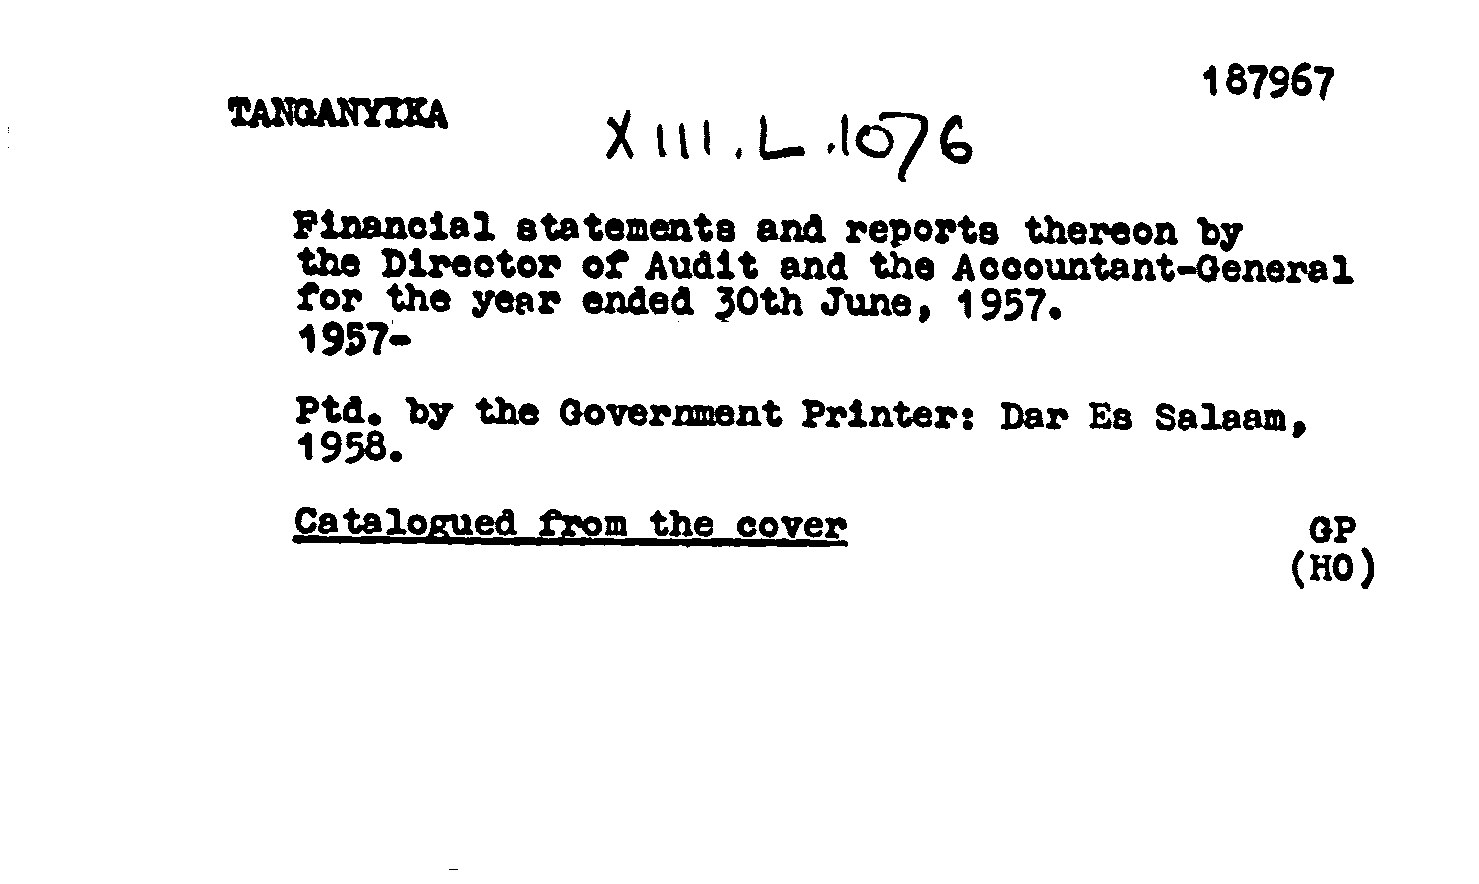 187967
TANGANYIKA
XIII.L.1076
Financial statements and reports thereon by
the Director of Audit and the Accountant-General
for the year ended 30th June, 1957.
1957-
Ptd. by the Government Printer: Dar Es Salaam,
1958.
Catalogued from the cover
GP
(HO)